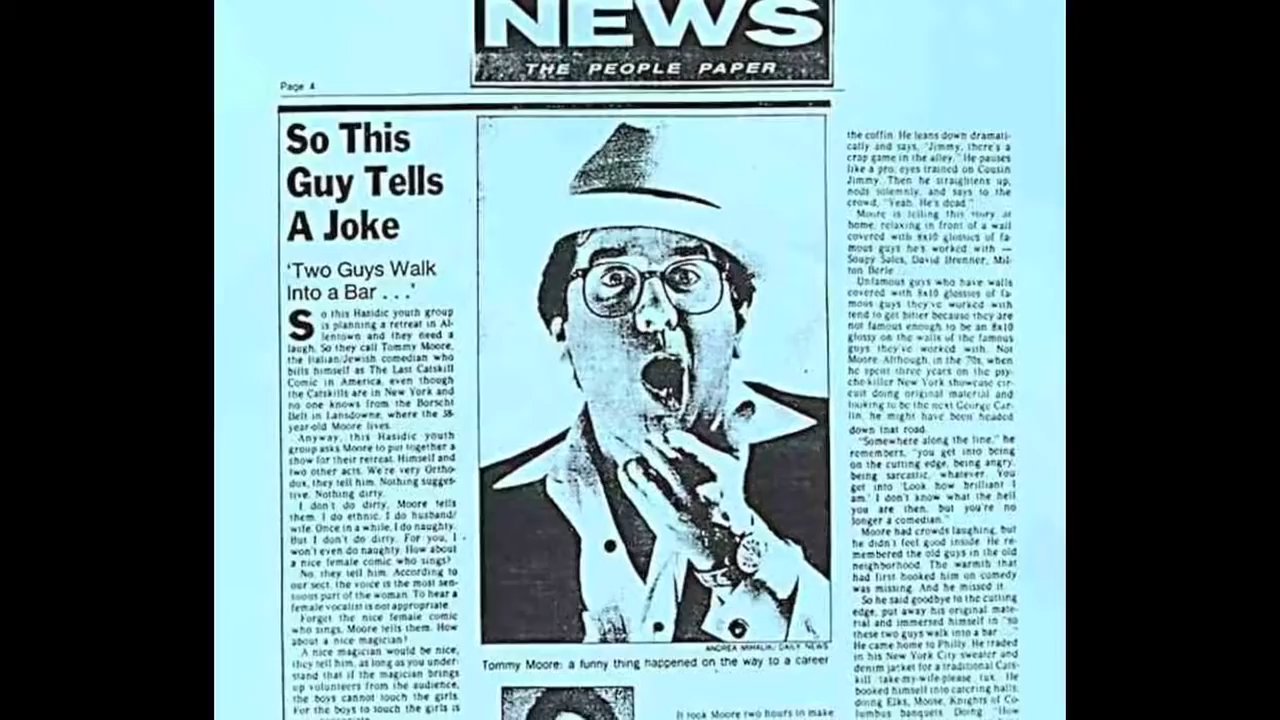 NEWS
THE PEOPLE PAPER
Page 4
So This
Guy Tells
A Joke
'Two Guys Walk
Into a Bar . . .'
So this Hasidic youth group
is planning a retreat in Al-
lentown and they need a
laugh. So they call Tommy Moore,
the Italian/Jewish comedian who
bills himself as The Last Catskill
Comic in America, even though
the Catskills are in New York and
no one knows from the Borscht
Belt in Lansdowne, where the 38-
year-old Moore lives.
Anyway, this Hasidic youth
group asks Moore to put together a
show for their retreat. Himself and
two other acts. We're very Ortho-
dox, they tell him. Nothing sugges-
tive. Nothing dirty.
I don't do dirty, Moore tells
them. I do ethnic. I do husband/
wife. Once in a while, I do naughty.
But I don't do dirty. For you, I
won't even do naughty. How about
a nice female comic who sings?
No, they tell him. According to
our sect, the voice is the most sen-
suous part of the woman. To hear a
female vocalist is not appropriate.
Forget the nice female comic
who sings, Moore tells them. How
about a nice magician?
A nice magician would be nice,
they tell him, as long as you under-
stand that if the magician brings
up volunteers from the audience,
the boys cannot touch the girls.
For the boys to touch the girls is
ANDREA MIHALIK/ DAILY NEWS
Tommy Moore: a funny thing happened on the way to a career
It took Moore two hours to make
the coffin. He leans down dramati-
cally and says, "Jimmy, there's a
crap game in the alley." He pauses
like a pro, eyes trained on Cousin
Jimmy. Then he straightens up,
nods solemnly, and says to the
crowd, "Yeah. He's dead."
Moore is telling this story at
home, relaxing in front of a wall
covered with 8x10 glossies of fa-
mous guys he's worked with —
Soupy Sales, David Brenner, Mil-
ton Berle.
Unfamous guys who have walls
covered with 8x10 glossies of fa-
mous guys they've worked with
tend to get bitter because they are
not famous enough to be an 8x10
glossy on the walls of the famous
guys they've worked with. Not
Moore. Although, in the '70s, when
he spent three years on the psy-
cho-killer New York showcase cir-
cuit doing original material and
looking to be the next George Car-
lin, he might have been headed
down that road.
"Somewhere along the line," he
remembers, "you get into being
on the cutting edge, being angry,
being sarcastic, whatever. You
get into 'Look how brilliant I
am.' I don't know what the hell
you are then, but you're no
longer a comedian."
Moore had crowds laughing, but
he didn't feel good inside. He re-
membered the old guys in the old
neighborhood. The warmth that
had first hooked him on comedy
was missing. And he missed it.
So he said goodbye to the cutting
edge, put away his original mate-
rial and immersed himself in "so
these two guys walk into a bar . . ."
He came home to Philly. He traded
in his New York City sweater and
denim jacket for a traditional Cats-
kill take-my-wife-please tux. He
booked himself into catering halls,
doing Elks, Moose, Knights of Co-
lumbus banquets. Doing "How